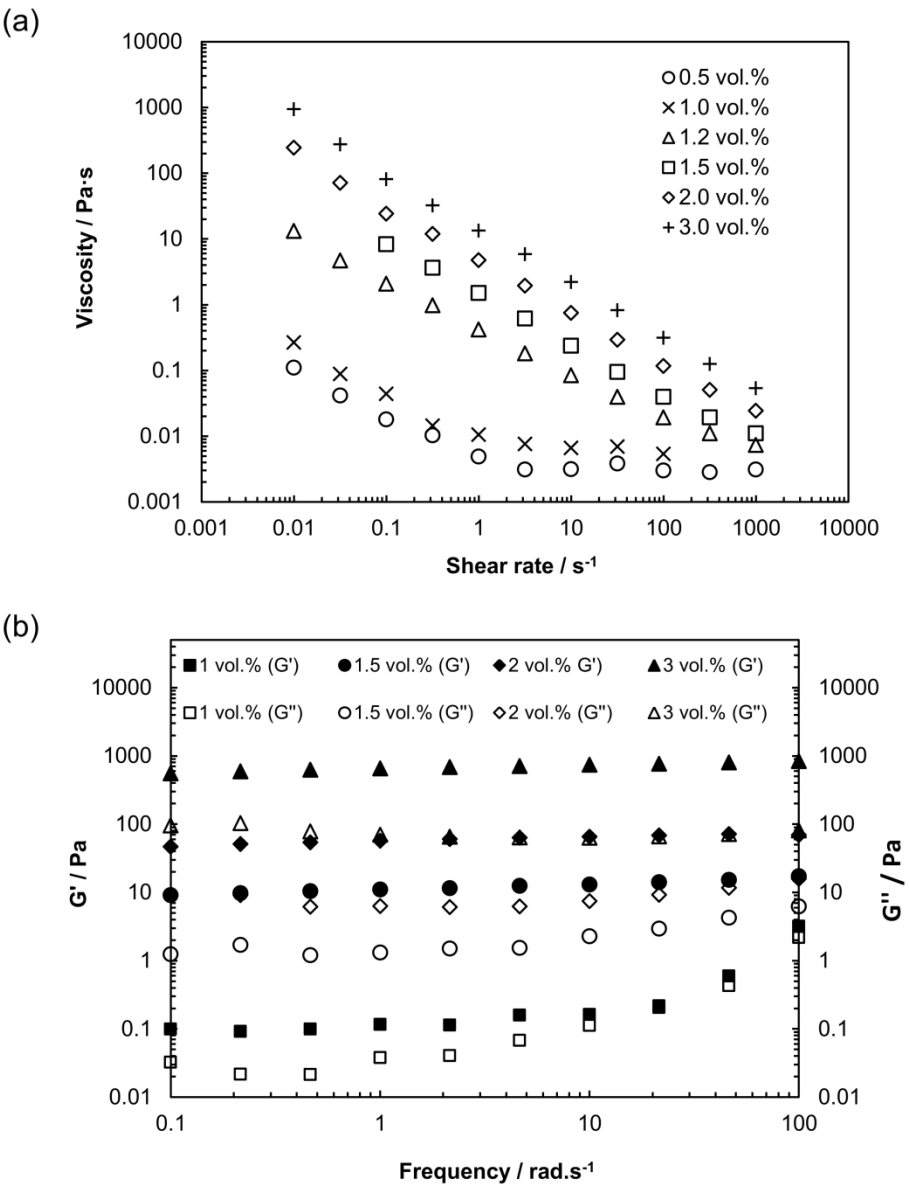 (a)
10000
1000
100
10
1
0.1
0.01
0.001
Viscosity / Pa·s
0.5 vol.%
1.0 vol.%
1.2 vol.%
1.5 vol.%
2.0 vol.%
3.0 vol.%
0.001 0.01 0.1 1 10 100 1000 10000
Shear rate / s-1
(b)
1 vol.% (G') 1.5 vol.% (G') 2 vol.% G') 3 vol.% (G')
1 vol.% (G'') 1.5 vol.% (G'') 2 vol.% (G'') 3 vol.% (G'')
10000 10000
1000 1000
100 100
10 10
1 1
0.1 0.1
0.01 0.01
G' / Pa
G'' / Pa
0.1 1 10 100
Frequency / rad.s-1